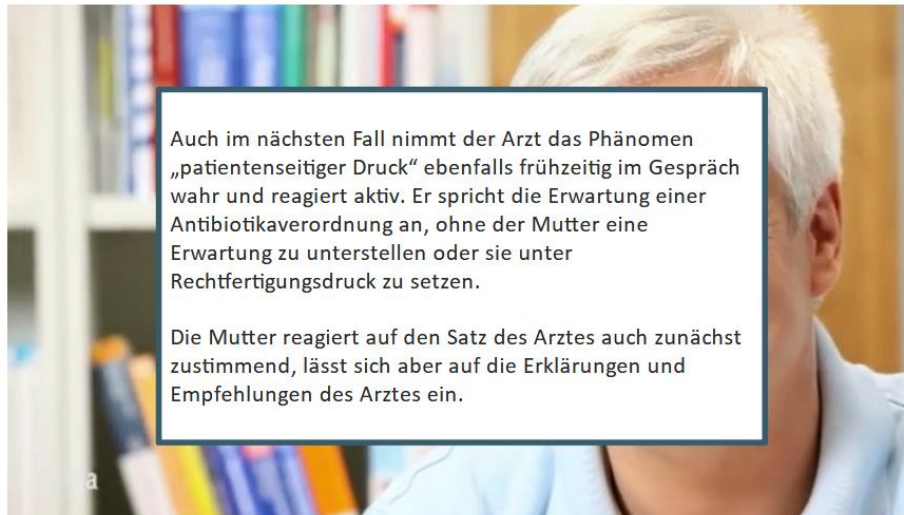 Auch im nächsten Fall nimmt der Arzt das Phänomen
„patientenseitiger Druck“ ebenfalls frühzeitig im Gespräch
wahr und reagiert aktiv. Er spricht die Erwartung einer
Antibiotikaverordnung an, ohne der Mutter eine
Erwartung zu unterstellen oder sie unter
Rechtfertigungsdruck zu setzen.
Die Mutter reagiert auf den Satz des Arztes auch zunächst
zustimmend, lässt sich aber auf die Erklärungen und
Empfehlungen des Arztes ein.
a